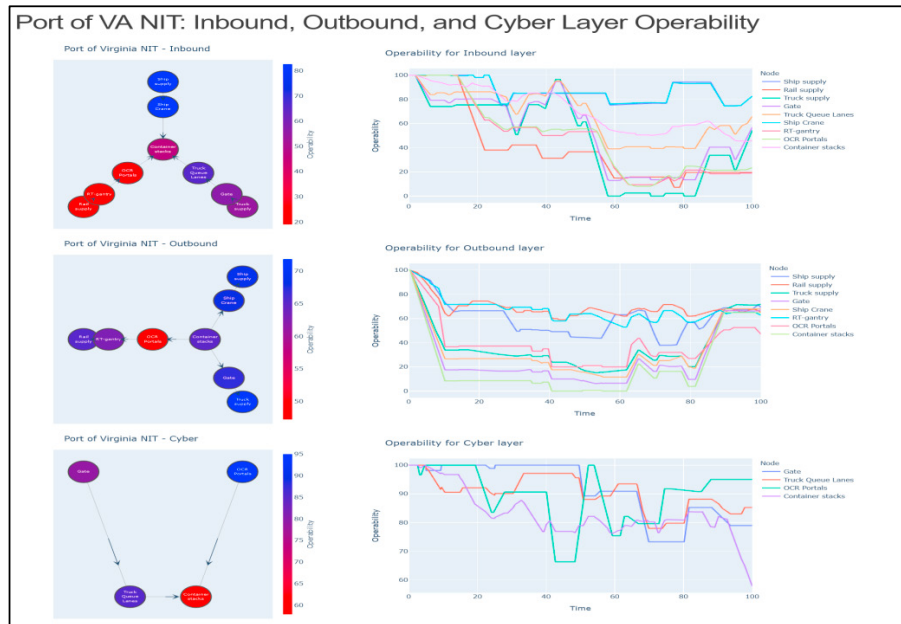 Port of VA NIT: Inbound, Outbound, and Cyber Layer Operability
Port of Virginia NIT - Inbound
Ship
supply
Ship
Crane
Container
stacks
OCR
Portals
Truck
Queue
Lanes
RT-gantry
Gate
Rail
supply
Truck
supply
80
70
60
50
40
30
20
Operability
Operability for Inbound layer
100
80
60
40
20
0
Operability
0
20
40
60
80
100
Time
Node
Ship supply
Rail supply
Truck supply
Gate
Truck Queue Lanes
Ship Crane
RT-gantry
OCR Portals
Container stacks
Port of Virginia NIT - Outbound
Ship
supply
Ship
Crane
Rail
supply
RT-gantry
OCR
Portals
Container
stacks
Gate
Truck
supply
70
65
60
55
50
Operability
Operability for Outbound layer
100
80
60
40
20
0
Operability
0
20
40
60
80
100
Time
Node
Ship supply
Rail supply
Truck supply
Gate
Ship Crane
RT-gantry
OCR Portals
Container stacks
Port of Virginia NIT - Cyber
Gate
OCR
Portals
Truck
Queue
Lanes
Container
stacks
95
90
85
80
75
70
65
60
Operability
Operability for Cyber layer
100
90
80
70
60
Operability
0
20
40
60
80
100
Time
Node
Gate
Truck Queue Lanes
OCR Portals
Container stacks